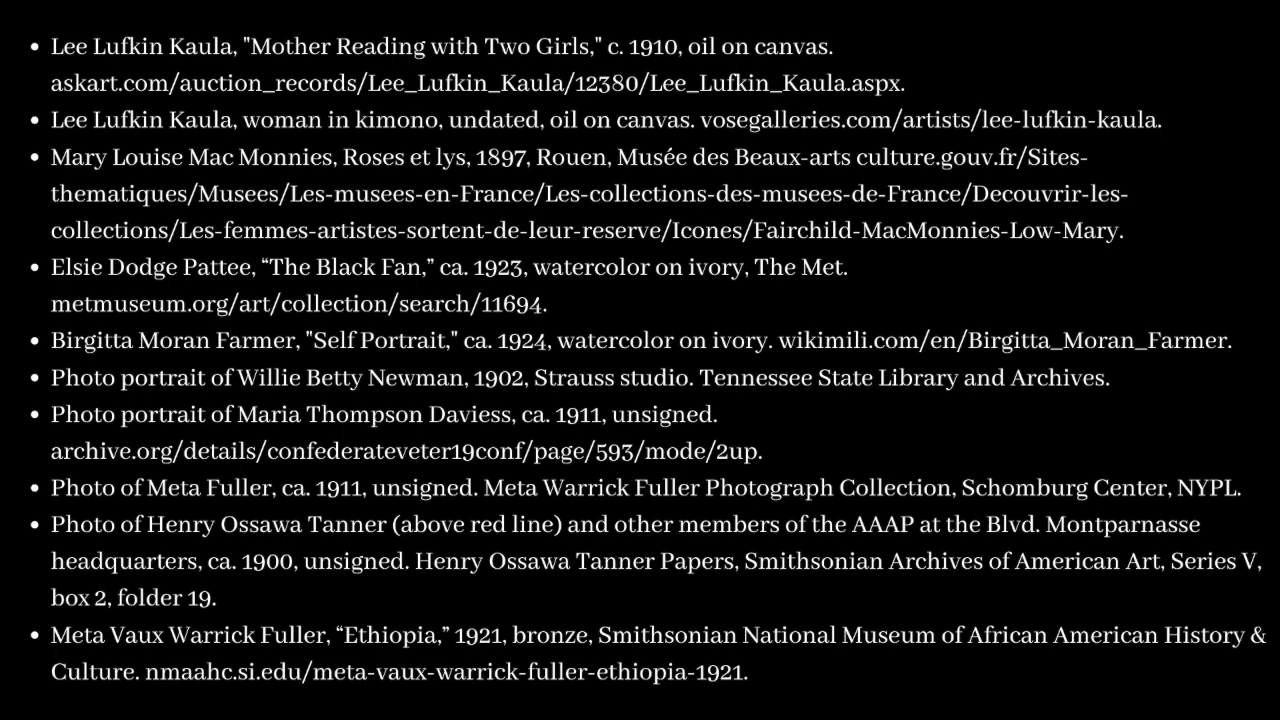 • Lee Lufkin Kaula, "Mother Reading with Two Girls," c. 1910, oil on canvas.
askart.com/auction_records/Lee_Lufkin_Kaula/12380/Lee_Lufkin_Kaula.aspx.
• Lee Lufkin Kaula, woman in kimono, undated, oil on canvas. vosegalleries.com/artists/lee-lufkin-kaula.
• Mary Louise Mac Monnies, Roses et lys, 1897, Rouen, Musée des Beaux-arts culture.gouv.fr/Sites-
thematiques/Musees/Les-musees-en-France/Les-collections-des-musees-de-France/Decouvrir-les-
collections/Les-femmes-artistes-sortent-de-leur-reserve/Icones/Fairchild-MacMonnies-Low-Mary.
• Elsie Dodge Pattee, “The Black Fan,” ca. 1923, watercolor on ivory, The Met.
metmuseum.org/art/collection/search/11694.
• Birgitta Moran Farmer, "Self Portrait," ca. 1924, watercolor on ivory. wikimili.com/en/Birgitta_Moran_Farmer.
• Photo portrait of Willie Betty Newman, 1902, Strauss studio. Tennessee State Library and Archives.
• Photo portrait of Maria Thompson Daviess, ca. 1911, unsigned.
archive.org/details/confederateveter19conf/page/593/mode/2up.
• Photo of Meta Fuller, ca. 1911, unsigned. Meta Warrick Fuller Photograph Collection, Schomburg Center, NYPL.
• Photo of Henry Ossawa Tanner (above red line) and other members of the AAAP at the Blvd. Montparnasse
headquarters, ca. 1900, unsigned. Henry Ossawa Tanner Papers, Smithsonian Archives of American Art, Series V,
box 2, folder 19.
• Meta Vaux Warrick Fuller, “Ethiopia,” 1921, bronze, Smithsonian National Museum of African American History &
Culture. nmaahc.si.edu/meta-vaux-warrick-fuller-ethiopia-1921.